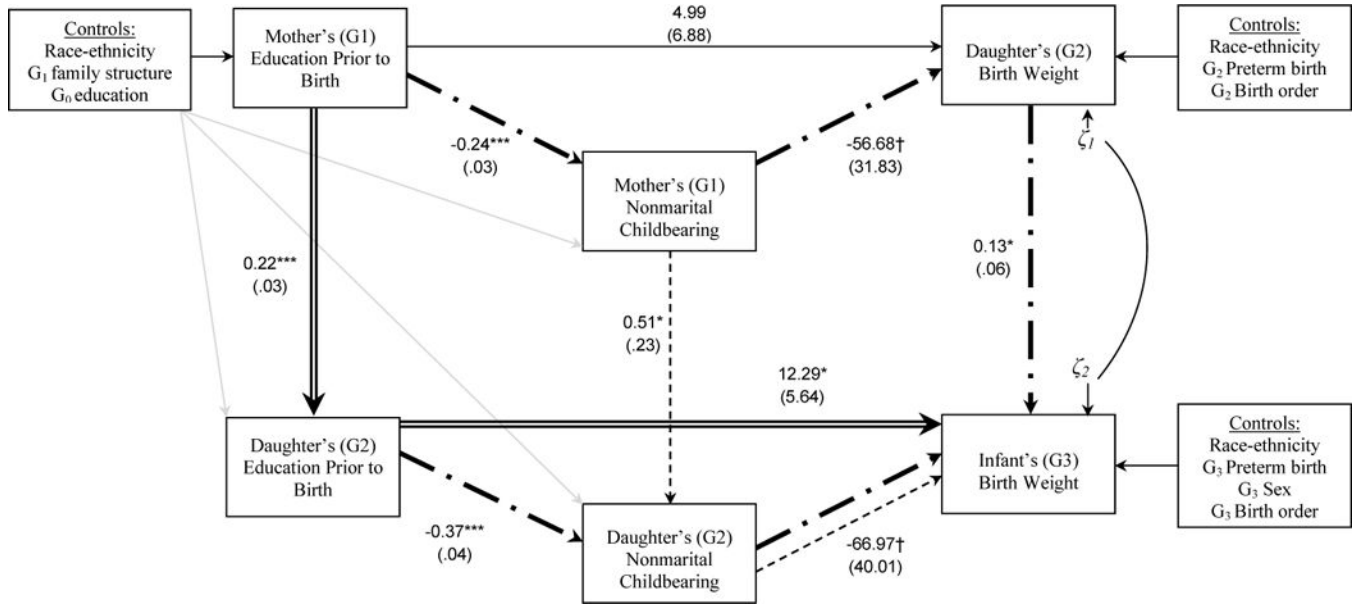 Controls:
Race-ethnicity
G1 family structure
G0 education
Mother's (G1)
Education Prior to
Birth
4.99
(6.88)
Daughter's (G2)
Birth Weight
Controls:
Race-ethnicity
G2 Preterm birth
G2 Birth order
-0.24***
(.03)
-56.68†
(31.83)
ζ1
Mother's (G1)
Nonmarital
Childbearing
0.22***
(.03)
0.13*
(.06)
0.51*
(.23)
12.29*
(5.64)
ζ2
Daughter's (G2)
Education Prior to
Birth
Infant's (G3)
Birth Weight
Controls:
Race-ethnicity
G3 Preterm birth
G3 Sex
G3 Birth order
-0.37***
(.04)
Daughter's (G2)
Nonmarital
Childbearing
-66.97†
(40.01)